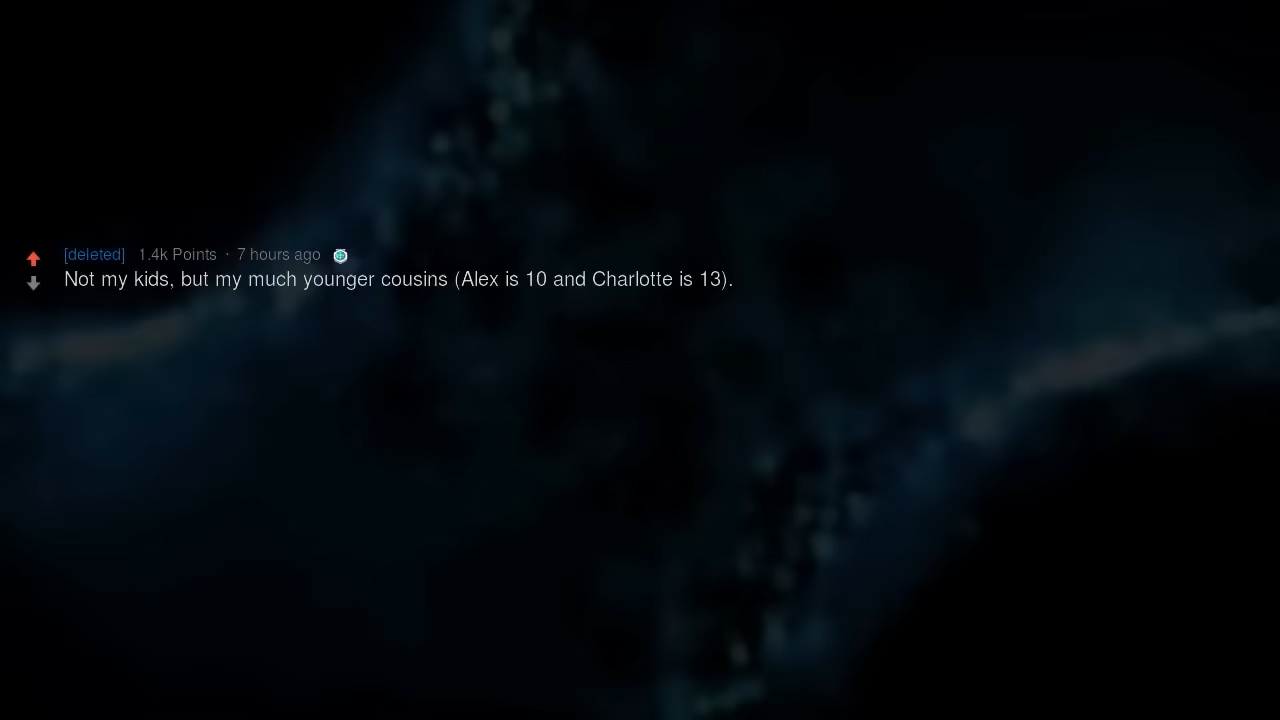 [deleted] 1.4k Points · 7 hours ago
Not my kids, but my much younger cousins (Alex is 10 and Charlotte is 13).